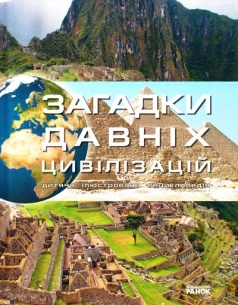 ЗАГАДКИ
ДАВНІХ
ЦИВІЛІЗАЦІЙ
дитяча ілюстрована енциклопедія
РАНОК